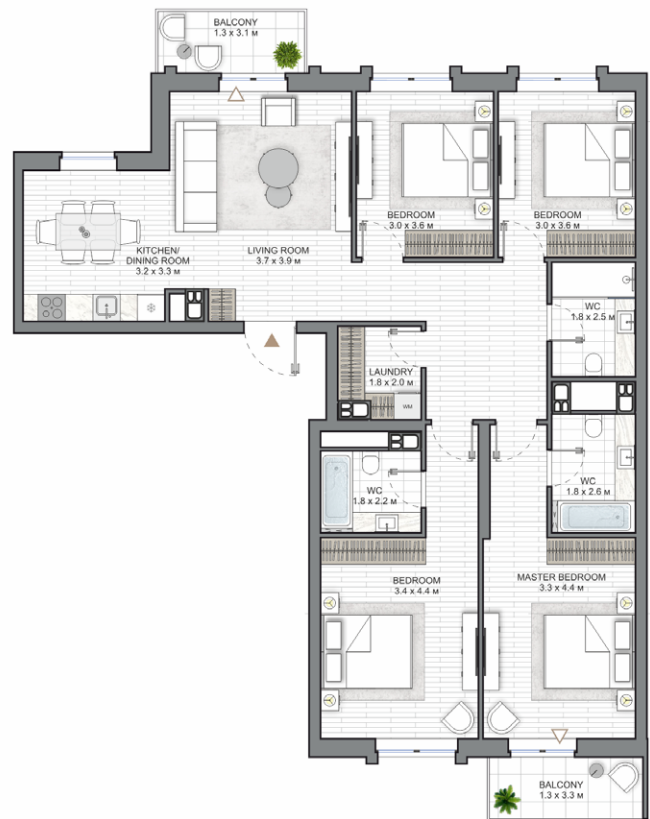 BALCONY
1.3 x 3.1 м
BEDROOM
3.0 x 3.6 м
BEDROOM
3.0 x 3.6 м
KITCHEN/
DINING ROOM
3.2 x 3.3 м
LIVING ROOM
3.7 x 3.9 м
WC
1.8 x 2.5 м
LAUNDRY
1.8 x 2.0 м
WM
WC
1.8 x 2.2 м
WC
1.8 x 2.6 м
BEDROOM
3.4 x 4.4 м
MASTER BEDROOM
3.3 x 4.4 м
BALCONY
1.3 x 3.3 м